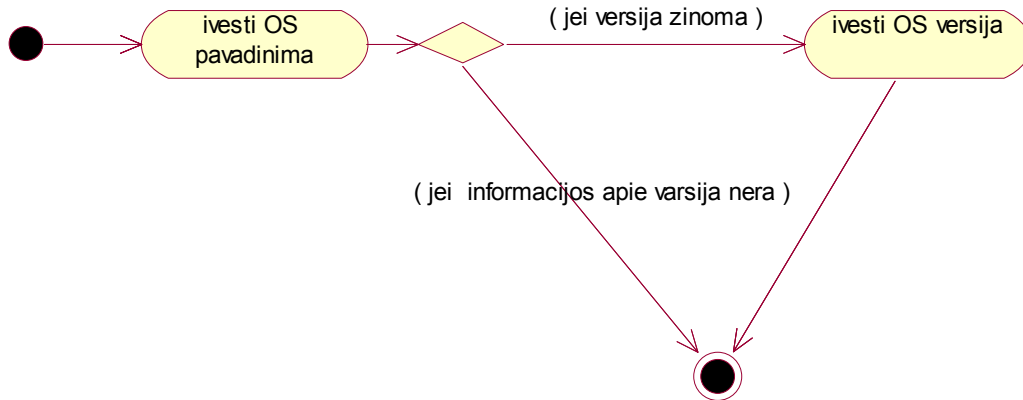 ivesti OS
pavadinima
( jei versija zinoma )
ivesti OS versija
( jei informacijos apie varsija nera )